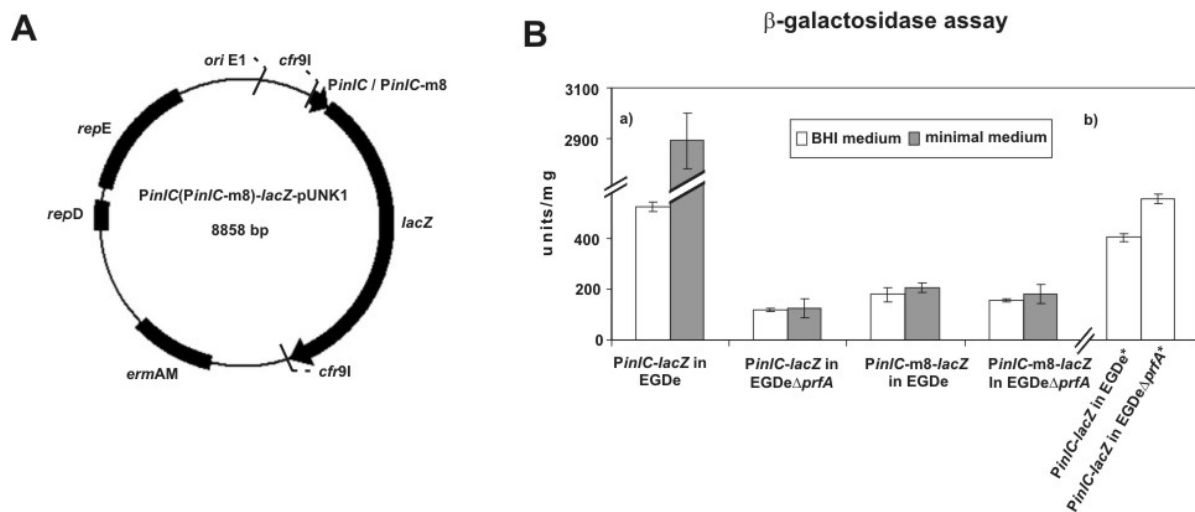 A
ori E1
cfr9I
PinlC / PinlC-m8
repE
PinlC(PinlC-m8)-lacZ-pUNK1
repD
8858 bp
lacZ
ermAM
cfr9I
B
β-galactosidase assay
3100
a)
b)
BHI medium
minimal medium
2900
units/mg
400
200
0
PinlC-lacZ in
EGDe
PinlC-lacZ in
EGDeΔprfA
PinlC-m8-lacZ
in EGDe
PinlC-m8-lacZ
In EGDeΔprfA
PinlC-lacZ in EGDe*
PinlC-lacZ in EGDeΔprfA*